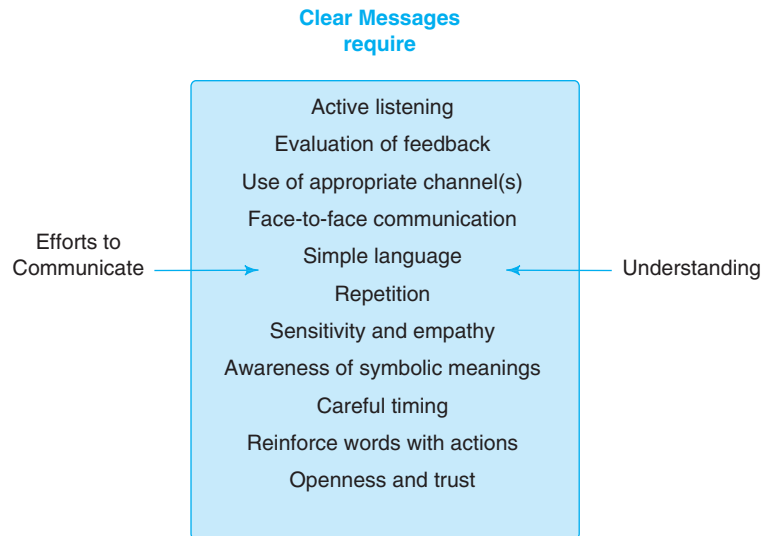 Clear Messages
require
Active listening
Evaluation of feedback
Use of appropriate channel(s)
Face-to-face communication
Efforts to
Communicate
Simple language
Understanding
Repetition
Sensitivity and empathy
Awareness of symbolic meanings
Careful timing
Reinforce words with actions
Openness and trust